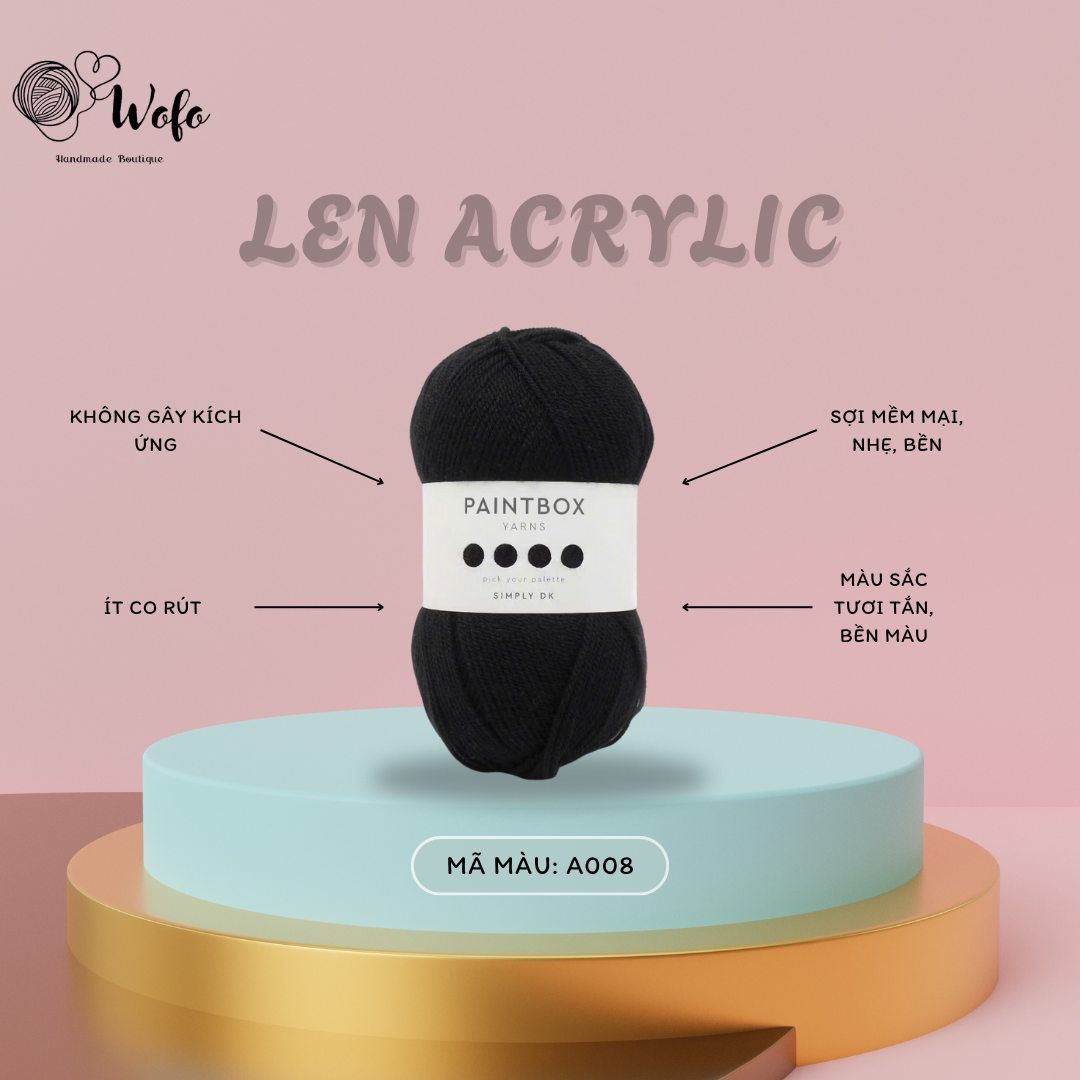 Wofo
Handmade Boutique
LEN ACRYLIC
KHÔNG GÂY KÍCH
ỨNG
SỢI MỀM MẠI,
NHẸ, BỀN
PAINTBOX
YARNS
pick your palette
SIMPLY DK
ÍT CO RÚT
MÀU SẮC
TƯƠI TẮN,
BỀN MÀU
MÃ MÀU: A008